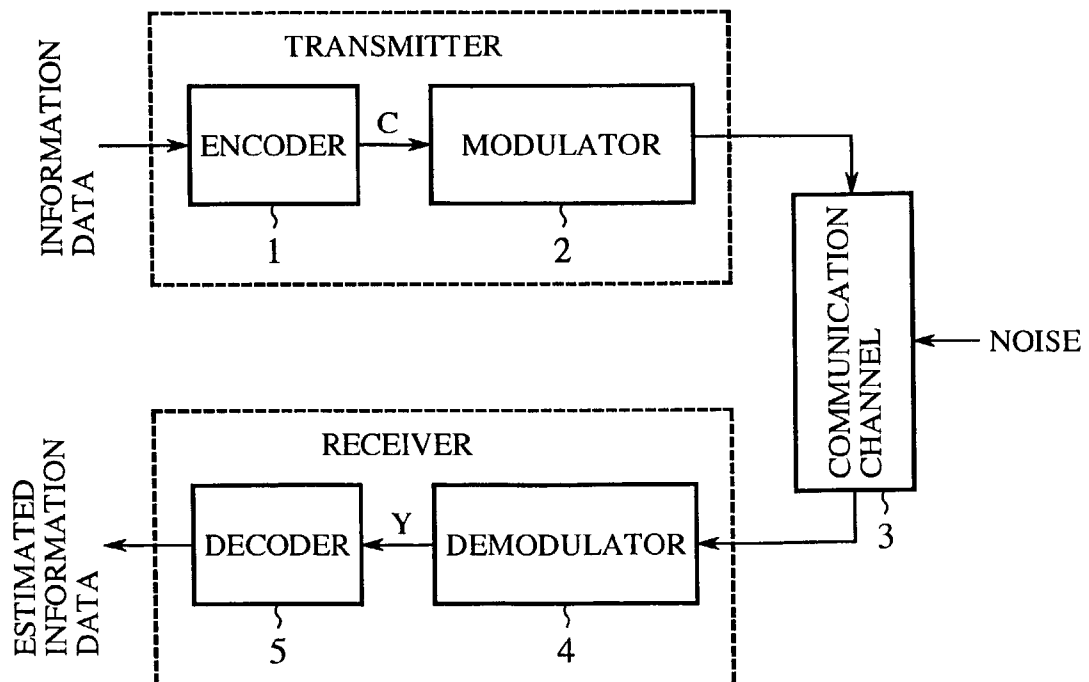 TRANSMITTER
INFORMATION
DATA
ENCODER
C
MODULATOR
1
2
COMMUNICATION
CHANNEL
NOISE
3
RECEIVER
ESTIMATED
INFORMATION
DATA
DECODER
Y
DEMODULATOR
5
4